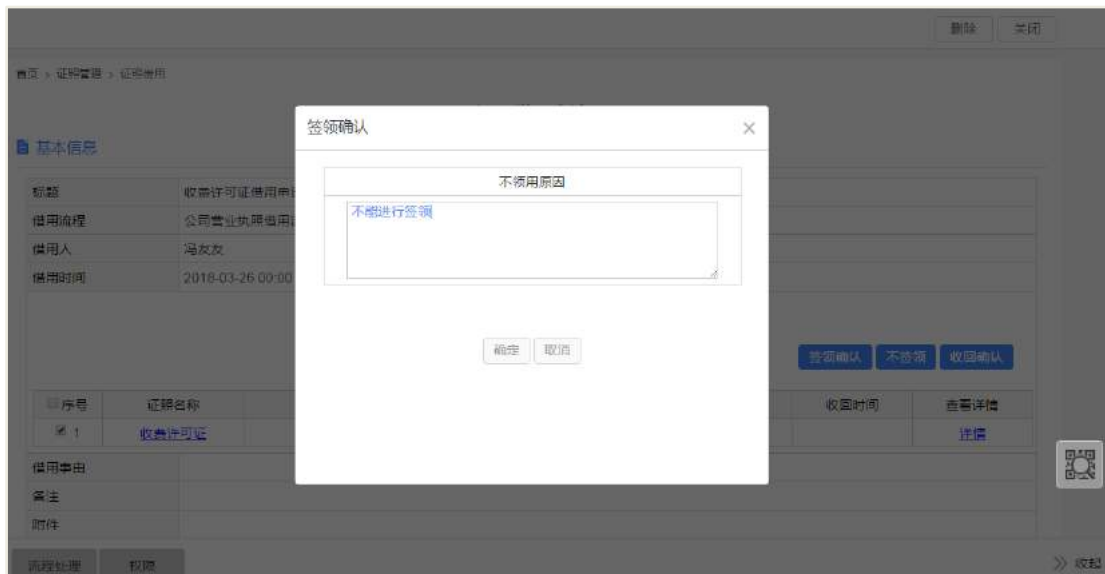 删除 关闭
首页 > 证照管理 > 证照借用
签领确认
基本信息
不领用原因
标题 收费许可证借用申
不能进行签领
借用流程 公司营业执照借用
借用人 冯友友
借用时间 2018-03-26 00:00
确定 取消
签领确认 不签领 收回确认
序号 证照名称 收回时间 查看详情
1 收费许可证 详情
借用事由
备注
附件
流程处理 权限 收起